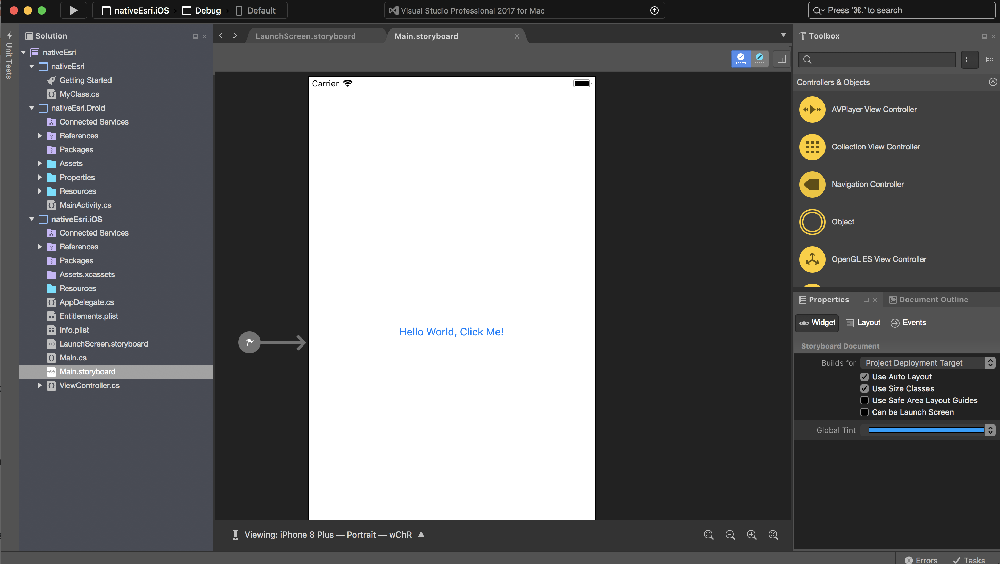 nativeEsri.iOS > Debug > Default
Visual Studio Professional 2017 for Mac
Press ‘⌘.’ to search
Unit Tests
Solution
nativeEsri
nativeEsri
Getting Started
MyClass.cs
nativeEsri.Droid
Connected Services
References
Packages
Assets
Properties
Resources
MainActivity.cs
nativeEsri.iOS
Connected Services
References
Packages
Assets.xcassets
Resources
AppDelegate.cs
Entitlements.plist
Info.plist
LaunchScreen.storyboard
Main.cs
Main.storyboard
ViewController.cs
LaunchScreen.storyboard
Main.storyboard
Carrier
Hello World, Click Me!
Viewing: iPhone 8 Plus — Portrait — wChR
Toolbox
Controllers & Objects
AVPlayer View Controller
Collection View Controller
Navigation Controller
Object
OpenGL ES View Controller
Properties
Document Outline
Widget
Layout
Events
Storyboard Document
Builds for Project Deployment Target
Use Auto Layout
Use Size Classes
Use Safe Area Layout Guides
Can be Launch Screen
Global Tint
Errors
Tasks